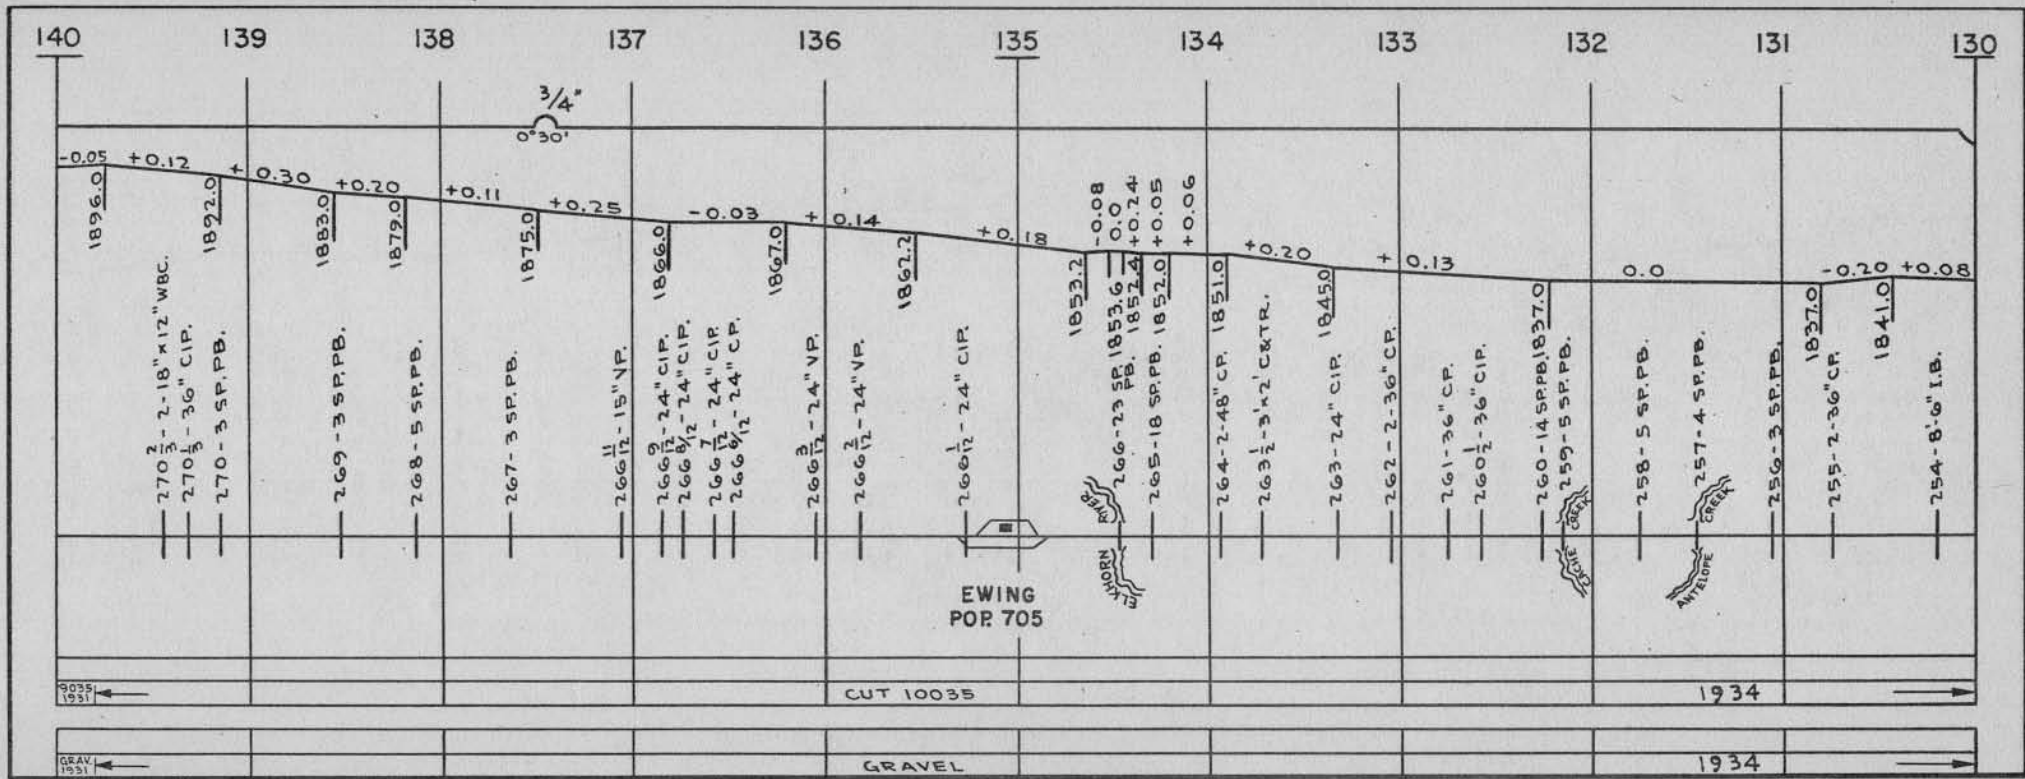 140 139 138 137 136 135 134 133 132 131 130
3/4"
0°30'
-0.05 +0.12 +0.30 +0.20 +0.11 +0.25 -0.03 +0.14 +0.18 -0.08 0.0 +0.24 +0.05 +0.06 +0.20 +0.13 0.0 -0.20 +0.08
1896.0 1892.0 1883.0 1879.0 1875.0 1866.0 1867.0 1862.2 1853.2 1853.6 1852.4 1852.0 1851.0 1845.0 1837.0 1837.0 1841.0
270 2/3 - 2-18"x12" WBC.
270 1/3 - 36" CIP.
270 - 3 SP. PB.
269 - 3 SP. PB.
268 - 5 SP. PB.
267 - 3 SP. PB.
266 11/12 - 15" VP.
266 9/12 - 24" CIP.
266 8/12 - 24" CIP.
266 7/12 - 24" CIP.
266 6/12 - 24" CP.
266 3/12 - 24" VP.
266 2/12 - 24" VP.
266 1/12 - 24" CIP.
266 - 23 SP. PB.
265 - 18 SP. PB.
264 - 2-48" CP.
263 1/2 - 3'x2' C&TR.
263 - 24" CIP.
262 - 2-36" CP.
261 - 36" CP.
260 1/2 - 36" CIP.
260 - 14 SP. PB.
259 - 5 SP. PB.
258 - 5 SP. PB.
257 - 4 SP. PB.
256 - 3 SP. PB.
255 - 2-36" CP.
254 - 8'-6" I.B.
ELKHORN RIVER
CACHE CREEK
ANTELOPE CREEK
EWING
POP. 705
9035
1931
CUT 10035 1934
GRAV.
1931
GRAVEL 1934